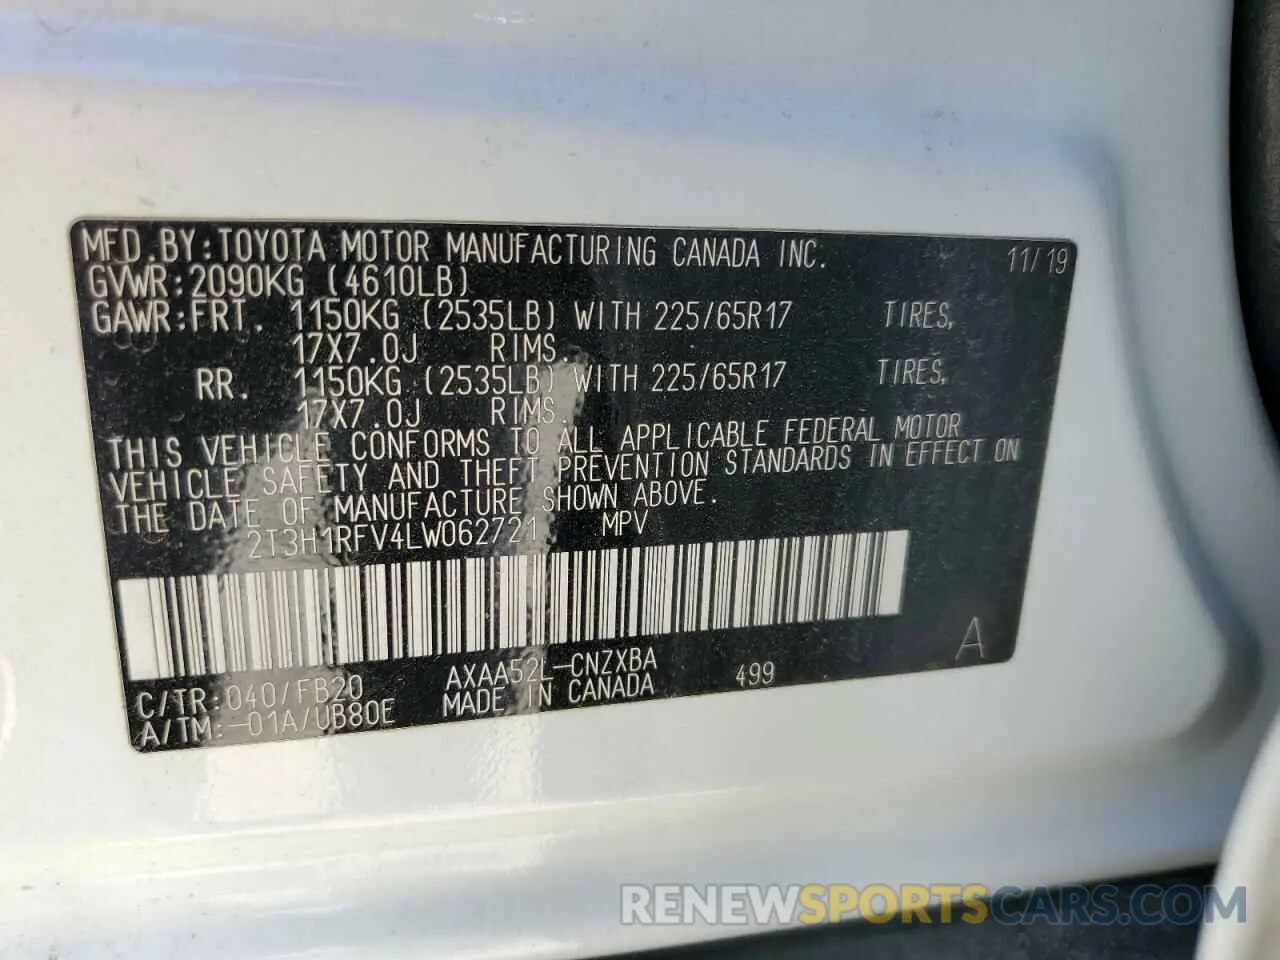 MFD.BY:TOYOTA MOTOR MANUFACTURING CANADA INC. 11/19
GVWR:2090KG (4610LB)
GAWR:FRT. 1150KG (2535LB) WITH 225/65R17 TIRES,
17X7.0J RIMS.
RR. 1150KG (2535LB) WITH 225/65R17 TIRES,
17X7.0J RIMS.
THIS VEHICLE CONFORMS TO ALL APPLICABLE FEDERAL MOTOR
VEHICLE SAFETY AND THEFT PREVENTION STANDARDS IN EFFECT ON
THE DATE OF MANUFACTURE SHOWN ABOVE.
2T3H1RFV4LW062721 MPV
A
C/TR:040/FB20 AXAA52L-CNZXBA 499
A/TM:-01A/UB80E MADE IN CANADA
RENEWSPORTSCARS.COM